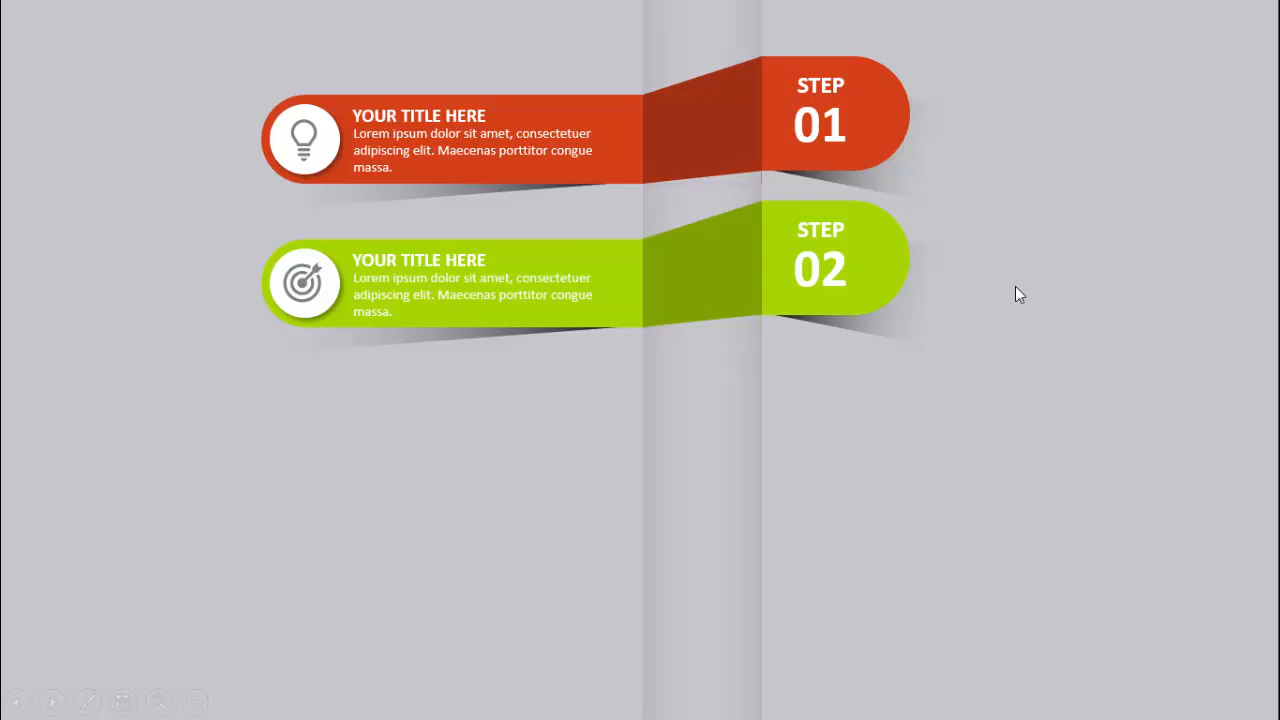 YOUR TITLE HERE
Lorem ipsum dolor sit amet, consectetuer
adipiscing elit. Maecenas porttitor congue
massa.
STEP
01
YOUR TITLE HERE
Lorem ipsum dolor sit amet, consectetuer
adipiscing elit. Maecenas porttitor congue
massa.
STEP
02